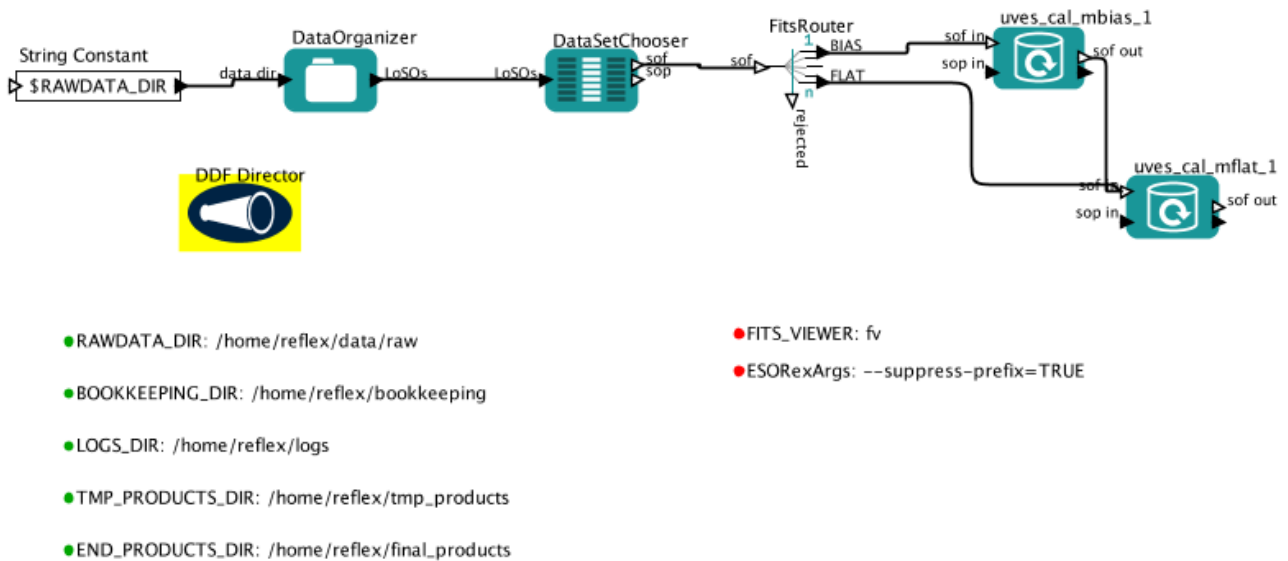 String Constant
$RAWDATA_DIR
data dir
DataOrganizer
LoSOs
LoSOs
DataSetChooser
sof
sop
sof
FitsRouter
1
BIAS
FLAT
n
rejected
uves_cal_mbias_1
sof in
sop in
sof out
uves_cal_mflat_1
sof in
sop in
sof out
DDF Director
RAWDATA_DIR: /home/reflex/data/raw
BOOKKEEPING_DIR: /home/reflex/bookkeeping
LOGS_DIR: /home/reflex/logs
TMP_PRODUCTS_DIR: /home/reflex/tmp_products
END_PRODUCTS_DIR: /home/reflex/final_products
FITS_VIEWER: fv
ESORexArgs: --suppress-prefix=TRUE